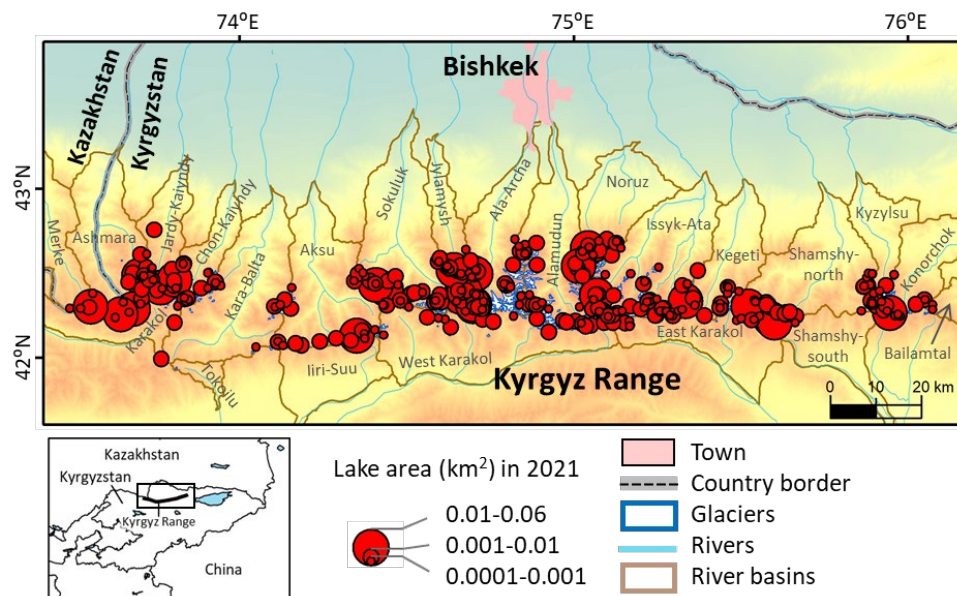 74°E
75°E
76°E
43°N
42°N
Kazakhstan
Kyrgyzstan
Bishkek
Merke
Ashmara
Jardy-Kaiyndy
Chon-Kaiyndy
Kara-Balta
Aksu
Sokuluk
Jylamysh
Ala-Archa
Alamudun
Noruz
Issyk-Ata
Kegeti
Shamshy-
north
Kyzylsu
Konorchok
Karakol
Tokoilu
Iiri-Suu
West Karakol
East Karakol
Shamshy-
south
Bailamtal
Kyrgyz Range
0 10 20 km
Kazakhstan
Kyrgyzstan
Kyrgyz Range
China
Lake area (km²) in 2021
0.01-0.06
0.001-0.01
0.0001-0.001
Town
Country border
Glaciers
Rivers
River basins